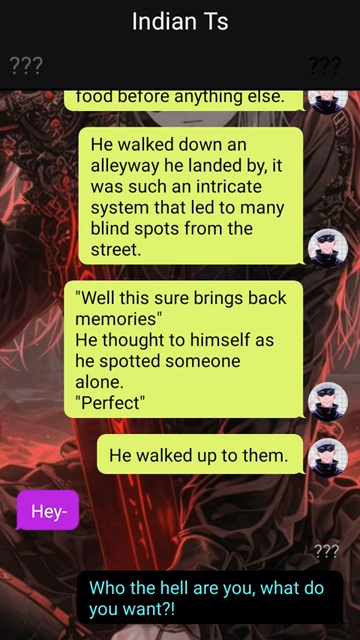 Indian Ts
???
???
food before anything else.
He walked down an
alleyway he landed by, it
was such an intricate
system that led to many
blind spots from the
street.
"Well this sure brings back
memories"
He thought to himself as
he spotted someone
alone.
"Perfect"
He walked up to them.
Hey-
???
Who the hell are you, what do
you want?!